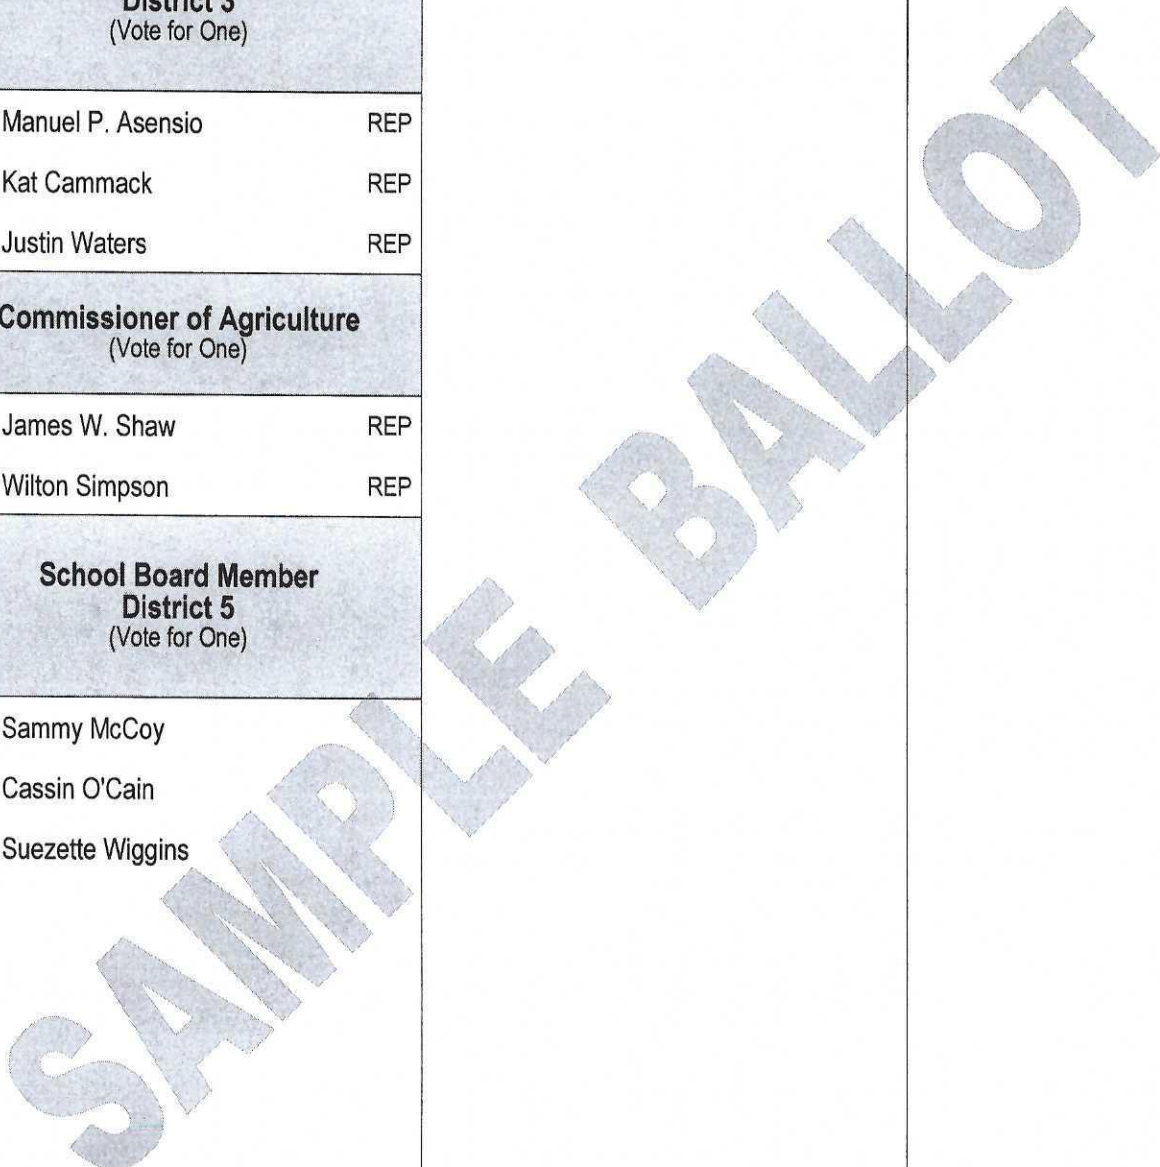 District 3
(Vote for One)
Manuel P. Asensio REP
Kat Cammack REP
Justin Waters REP
Commissioner of Agriculture
(Vote for One)
James W. Shaw REP
Wilton Simpson REP
School Board Member
District 5
(Vote for One)
Sammy McCoy
Cassin O'Cain
Suezette Wiggins
SAMPLE BALLOT